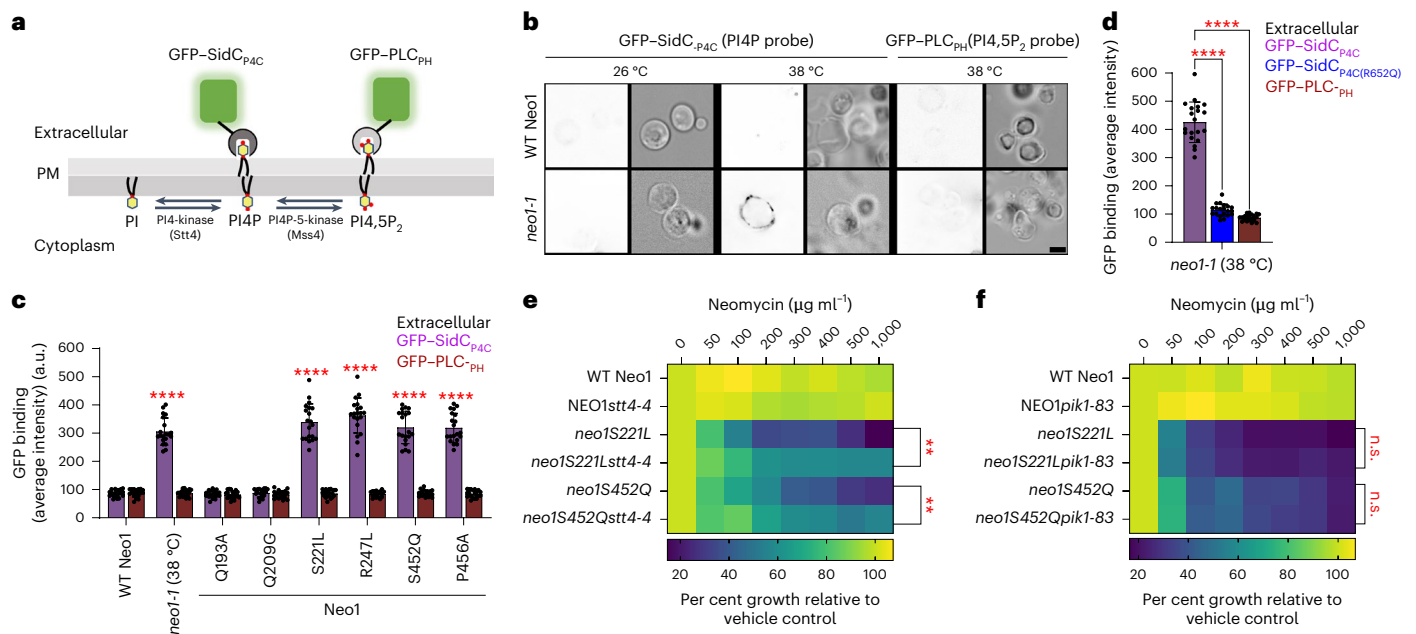 a
GFP–SidC_P4C
GFP–PLC_PH
Extracellular
PM
PI
PI4-kinase
(Stt4)
PI4P
PI4P-5-kinase
(Mss4)
PI4,5P₂
Cytoplasm
b
GFP–SidC_-P4C (PI4P probe)
GFP–PLC_PH(PI4,5P₂ probe)
26 °C
38 °C
38 °C
WT Neo1
neo1-1
c
Extracellular
GFP–SidC_P4C
GFP–PLC-_PH
GFP binding
(average intensity) (a.u.)
600
500
400
300
200
100
0
****
****
****
****
****
WT Neo1
neo1-1 (38 °C)
Q193A
Q209G
S221L
R247L
S452Q
P456A
Neo1
d
Extracellular
GFP–SidC_P4C
GFP–SidC_P4C(R652Q)
GFP–PLC-_PH
****
****
GFP binding (average intensity)
600
500
400
300
200
100
0
neo1-1 (38 °C)
e
Neomycin (µg ml⁻¹)
0 50 100 200 300 400 500 1,000
WT Neo1
NEO1stt4-4
neo1S221L
neo1S221Lstt4-4
neo1S452Q
neo1S452Qstt4-4
**
**
20 40 60 80 100
Per cent growth relative to
vehicle control
f
Neomycin (µg ml⁻¹)
0 50 100 200 300 400 500 1,000
WT Neo1
NEO1pik1-83
neo1S221L
neo1S221Lpik1-83
neo1S452Q
neo1S452Qpik1-83
n.s.
n.s.
20 40 60 80 100
Per cent growth relative to
vehicle control